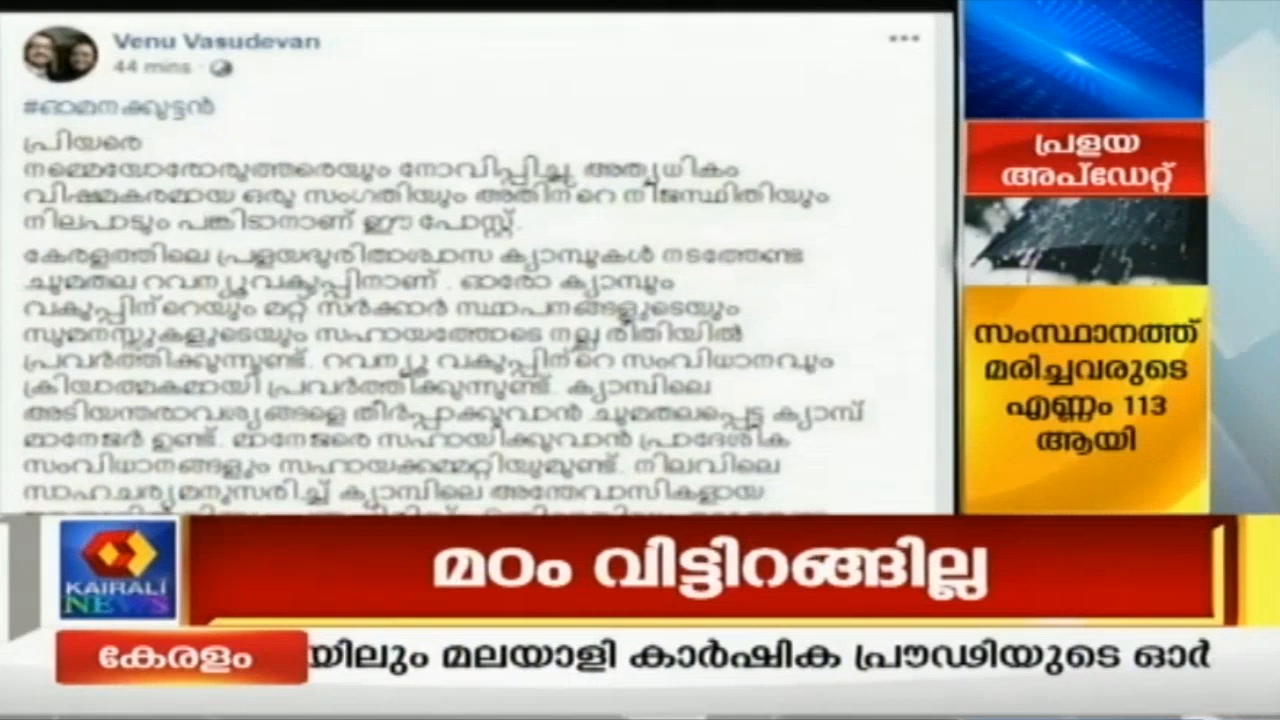 Venu Vasudevan
44 mins
#ഓമനക്കുട്ടൻ
പ്രിയരെ
നമ്മെയോരോരുത്തരെയും നോവിപ്പിച്ച, അത്യധികം
വിഷമകരമായ ഒരു സംഗതിയും അതിന്റെ നിജസ്ഥിതിയും
നിലപാടും പങ്കിടാനാണ് ഈ പോസ്റ്റ്.
കേരളത്തിലെ പ്രളയദുരിതാശ്വാസ ക്യാമ്പുകൾ നടത്തേണ്ട
ചുമതല റവന്യൂവകുപ്പിനാണ് . ഓരോ ക്യാമ്പും
വകുപ്പിന്റെയും മറ്റ് സർക്കാർ സ്ഥാപനങ്ങളുടെയും
സുമനസ്സുകളുടെയും സഹായത്തോടെ നല്ല രീതിയിൽ
പ്രവർത്തിക്കുന്നുണ്ട്. റവന്യൂ വകുപ്പിന്റെ സംവിധാനവും
ക്രിയാത്മകമായി പ്രവർത്തിക്കുന്നുണ്ട്. ക്യാമ്പിലെ
അടിയന്തരാവശ്യങ്ങളെ തീർപ്പാക്കുവാൻ ചുമതലപ്പെട്ട ക്യാമ്പ്
മാനേജർ ഉണ്ട്. മാനേജരെ സഹായിക്കുവാൻ പ്രാദേശിക
സംവിധാനങ്ങളും സഹായക്കമ്മറ്റിയുമുണ്ട്. നിലവിലെ
സാഹചര്യമനുസരിച്ച് ക്യാമ്പിലെ അന്തേവാസികളായ
പ്രളയ
അപ്ഡേറ്റ്
സംസ്ഥാനത്ത്
മരിച്ചവരുടെ
എണ്ണം 113
ആയി
KAIRALI
NEWS
മഠം വിട്ടിറങ്ങില്ല
കേരളം
യിലും മലയാളി കാർഷിക പ്രൗഢിയുടെ ഓർ